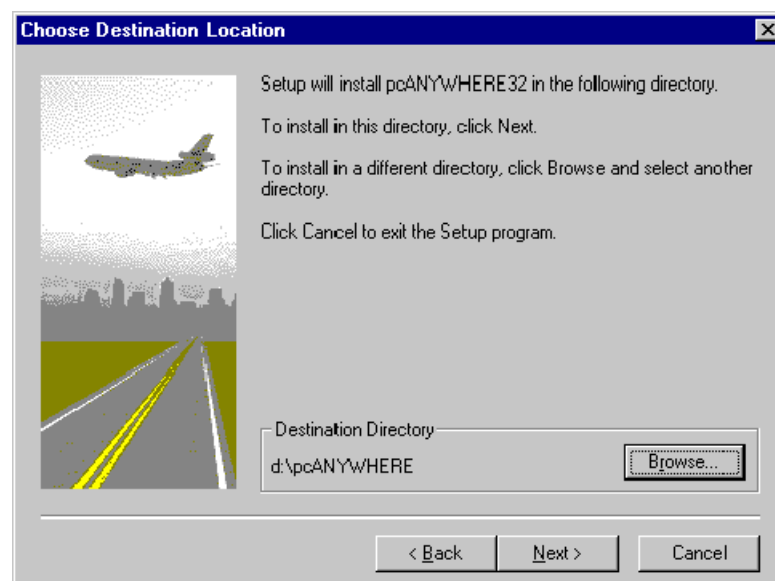 Choose Destination Location
Setup will install pcANYWHERE32 in the following directory.
To install in this directory, click Next.
To install in a different directory, click Browse and select another
directory.
Click Cancel to exit the Setup program.
Destination Directory
d:\pcANYWHERE
Browse...
< Back
Next >
Cancel